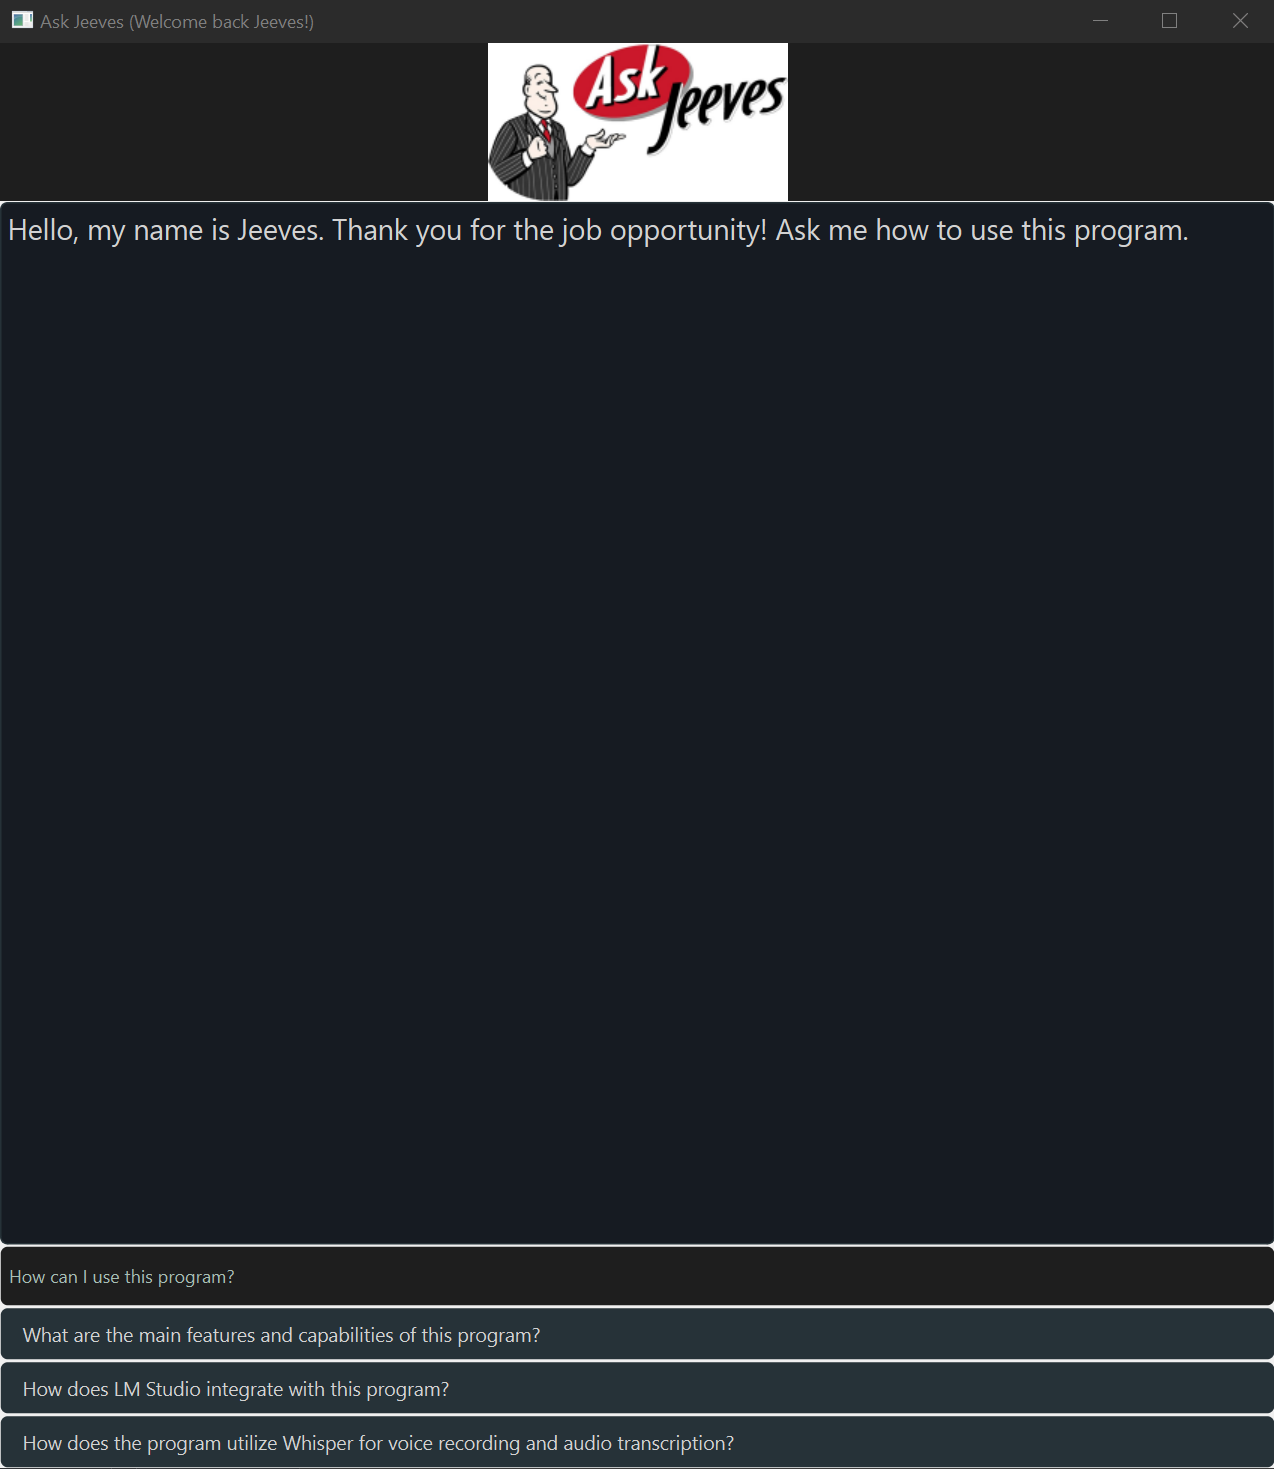 Ask Jeeves (Welcome back Jeeves!)
Ask
Jeeves
Hello, my name is Jeeves. Thank you for the job opportunity! Ask me how to use this program.
How can I use this program?
What are the main features and capabilities of this program?
How does LM Studio integrate with this program?
How does the program utilize Whisper for voice recording and audio transcription?